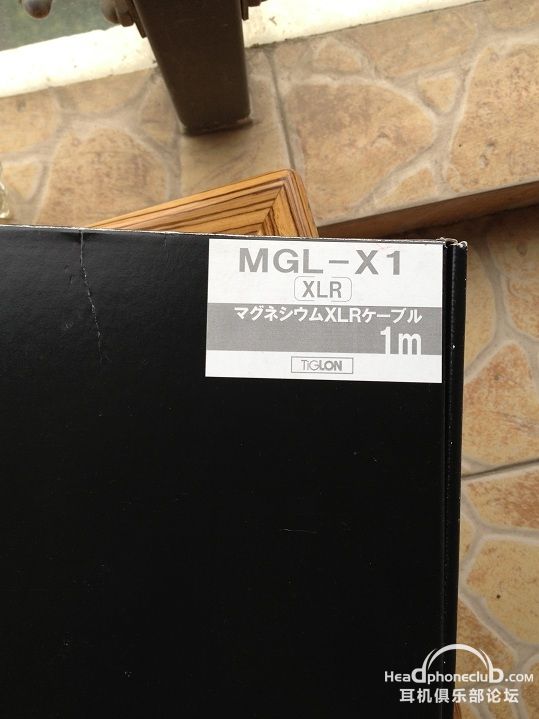 MGL-X1
XLR
マグネシウムXLRケーブル
1m
TiGLON
HeadphoneclubD.com
耳机俱乐部论坛